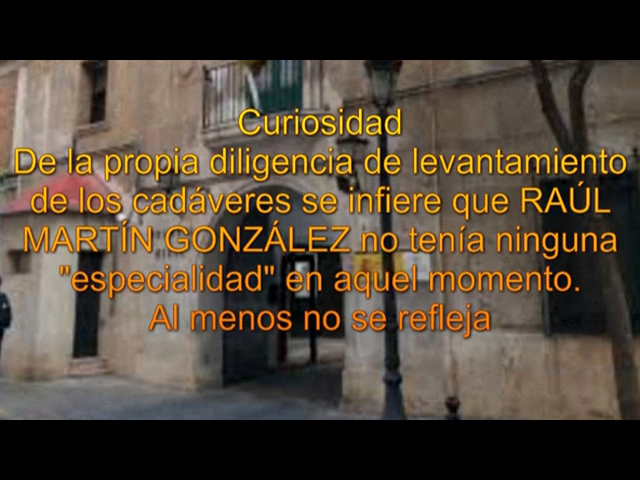 Curiosidad
De la propia diligencia de levantamiento
de los cadáveres se infiere que RAÚL
MARTÍN GONZÁLEZ no tenía ninguna
"especialidad" en aquel momento.
Al menos no se refleja